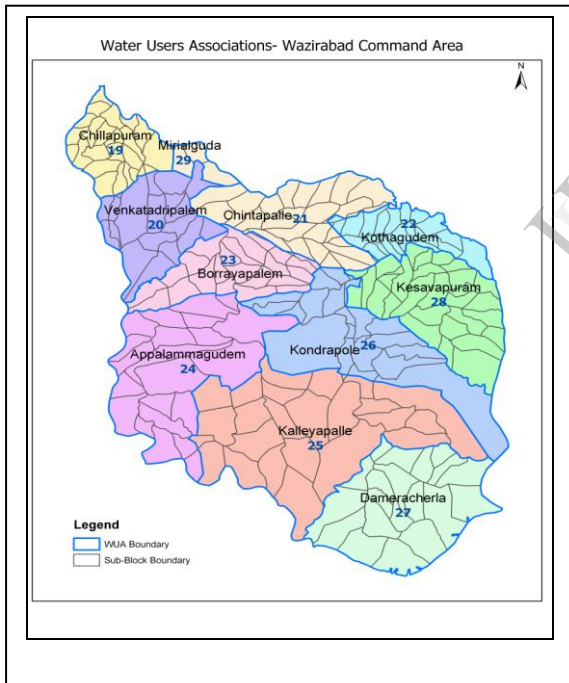 Water Users Associations- Wazirabad Command Area
N
Chillapuram
19
Mirialguda
29
Venkatadripalem
20
Chintapalle
21
22
Kothagudem
23
Borrayapalem
Kesavapuram
28
Appalammagudem
24
Kondrapole
26
Kalleyapalle
25
Dameracherla
27
Legend
WUA Boundary
Sub-Block Boundary